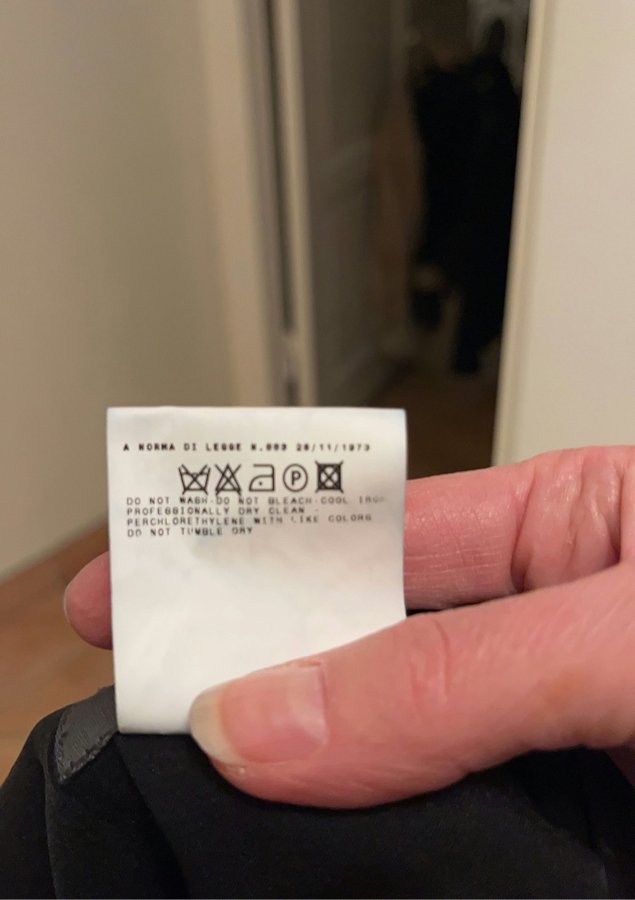 A NORMA DI LEGGE N.883 26/11/1973
DO NOT WASH-DO NOT BLEACH-COOL IRON
PROFESSIONALLY DRY CLEAN -
PERCHLORETHYLENE WITH LIKE COLORS
DO NOT TUMBLE DRY